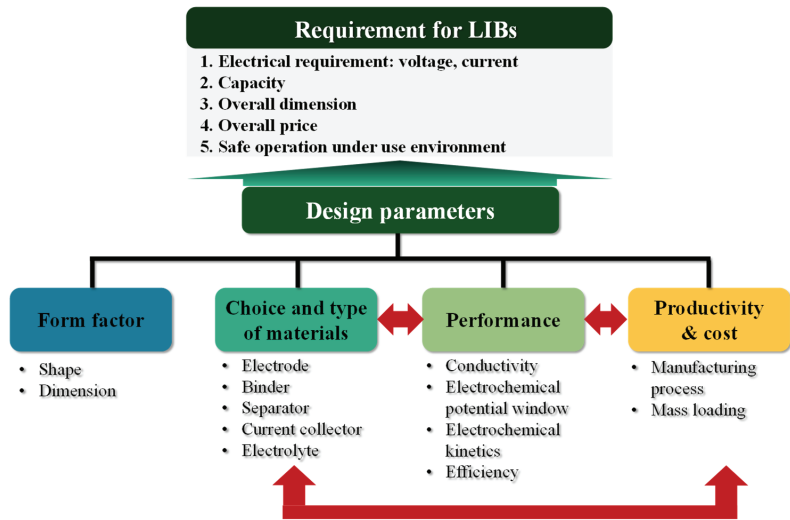 Requirement for LIBs
1. Electrical requirement: voltage, current
2. Capacity
3. Overall dimension
4. Overall price
5. Safe operation under use environment
Design parameters
Form factor
• Shape
• Dimension
Choice and type
of materials
• Electrode
• Binder
• Separator
• Current collector
• Electrolyte
Performance
• Conductivity
• Electrochemical
potential window
• Electrochemical
kinetics
• Efficiency
Productivity
& cost
• Manufacturing
process
• Mass loading